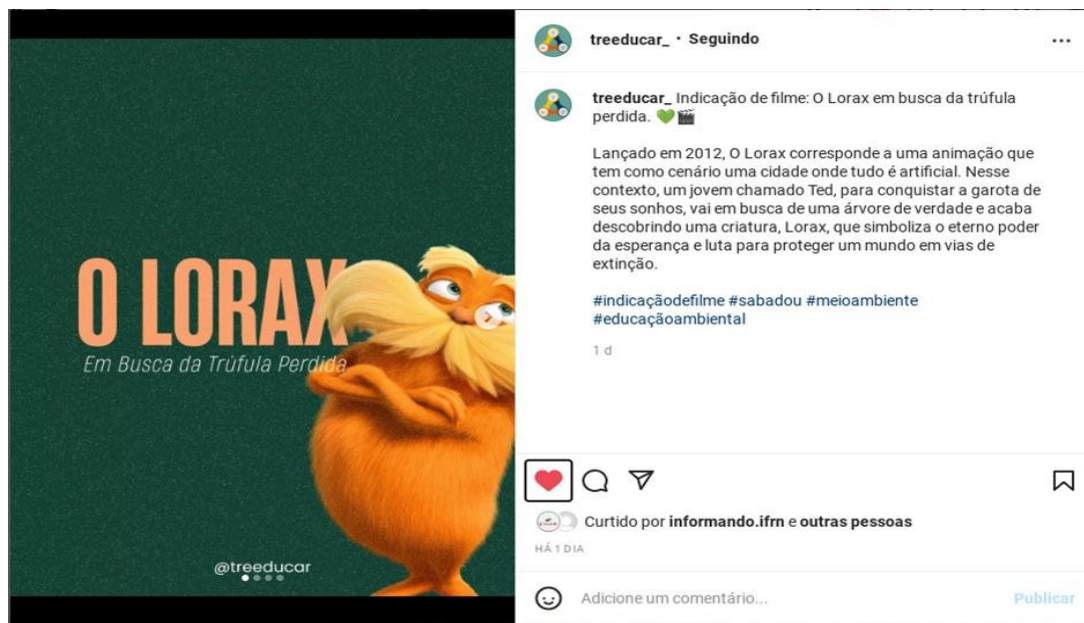 O LORAX
Em Busca da Trúfula Perdida
@treeducar
treeducar_ • Seguindo
treeducar_ Indicação de filme: O Lorax em busca da trúfula
perdida. 💚🎬
Lançado em 2012, O Lorax corresponde a uma animação que
tem como cenário uma cidade onde tudo é artificial. Nesse
contexto, um jovem chamado Ted, para conquistar a garota de
seus sonhos, vai em busca de uma árvore de verdade e acaba
descobrindo uma criatura, Lorax, que simboliza o eterno poder
da esperança e luta para proteger um mundo em vias de
extinção.
#indicaçãodefilme #sabadou #meioambiente
#educaçãoambiental
1 d
Curtido por informando.ifrn e outras pessoas
HÁ 1 DIA
Adicione um comentário...
Publicar